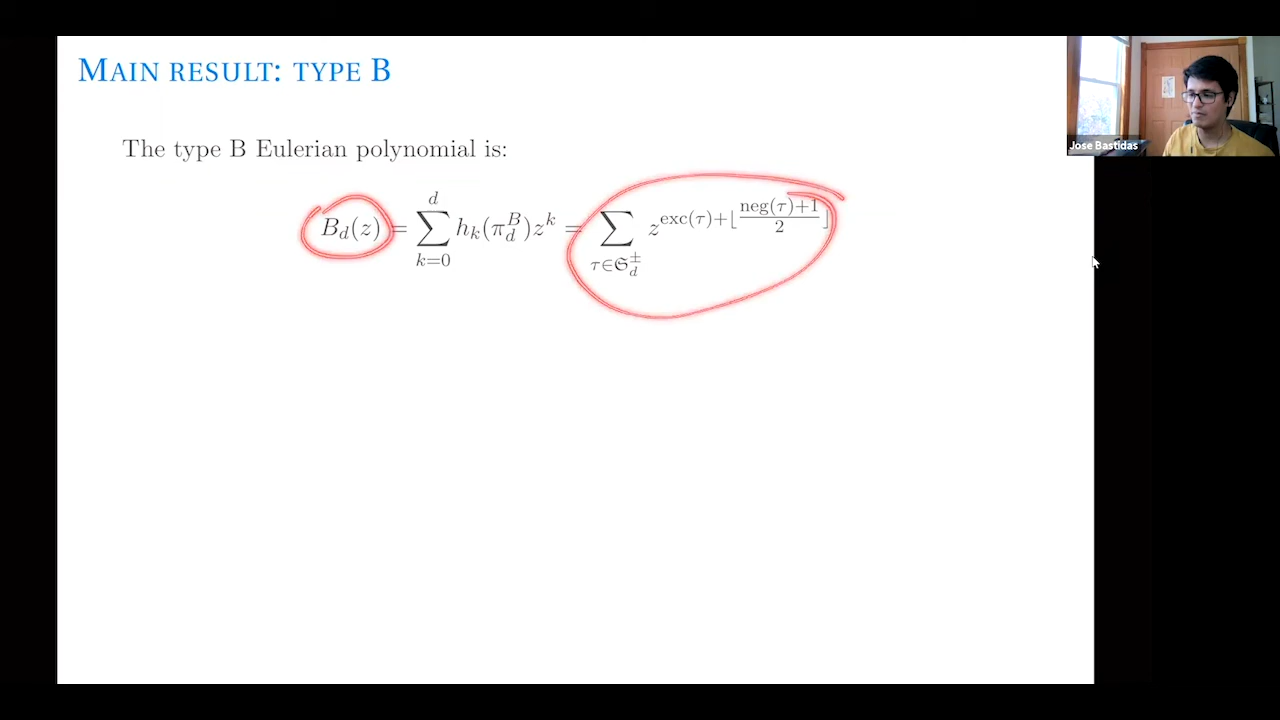 MAIN RESULT: TYPE B
Jose Bastidas
The type B Eulerian polynomial is:
$B_d(z) = \sum_{k=0}^{d} h_k(\pi_d^B) z^k = \sum_{\tau \in \mathfrak{S}_d^{\pm}} z^{\mathrm{exc}(\tau) + \lfloor \frac{\mathrm{neg}(\tau)+1}{2} \rfloor}$